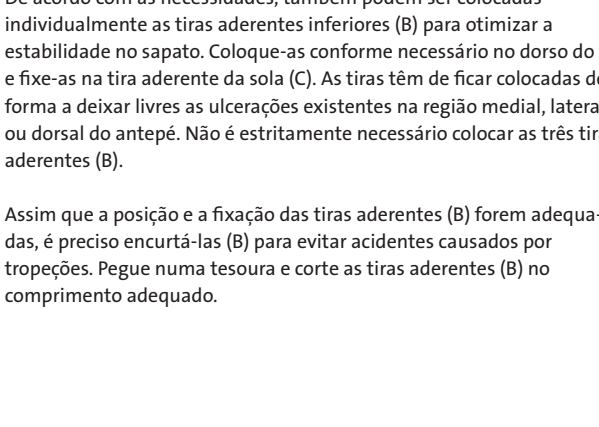 De acordo com as necessidades, também podem ser colocadas
individualmente as tiras aderentes inferiores (B) para otimizar a
estabilidade no sapato. Coloque-as conforme necessário no dorso do
e fixe-as na tira aderente da sola (C). As tiras têm de ficar colocadas
forma a deixar livres as ulcerações existentes na região medial,
ou dorsal do antepé. Não é estritamente necessário colocar as três
aderentes (B).
Assim que a posição e a fixação das tiras aderentes (B) forem adequa-
das, é preciso encurtá-las (B) para evitar acidentes causados por
tropeções. Pegue numa tesoura e corte as tiras aderentes (B) no
comprimento adequado.